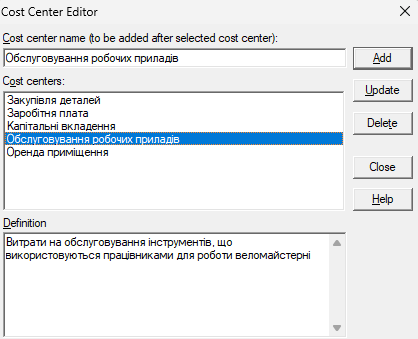 Cost Center Editor
Cost center name (to be added after selected cost center):
Обслуговування робочих приладів
Add
Cost centers:
Update
Закупівля деталей
Заробітня плата
Капітальні вкладення
Обслуговування робочих приладів
Оренда приміщення
Delete
Close
Help
Definition
Витрати на обслуговування інструментів, що
використовуються працівниками для роботи веломайстерні